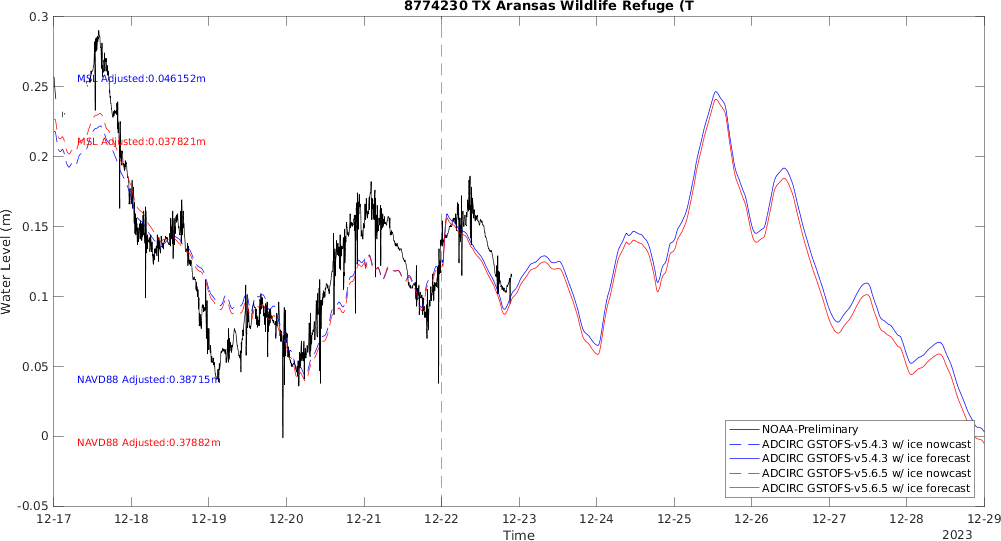 8774230 TX Aransas Wildlife Refuge (T
0.3
0.25
0.2
0.15
0.1
0.05
0
-0.05
Water Level (m)
MSL Adjusted:0.046152m
MSL Adjusted:0.037821m
NAVD88 Adjusted:0.38715m
NAVD88 Adjusted:0.37882m
NOAA-Preliminary
ADCIRC GSTOFS-v5.4.3 w/ ice nowcast
ADCIRC GSTOFS-v5.4.3 w/ ice forecast
ADCIRC GSTOFS-v5.6.5 w/ ice nowcast
ADCIRC GSTOFS-v5.6.5 w/ ice forecast
12-17 12-18 12-19 12-20 12-21 12-22 12-23 12-24 12-25 12-26 12-27 12-28 12-29
Time
2023